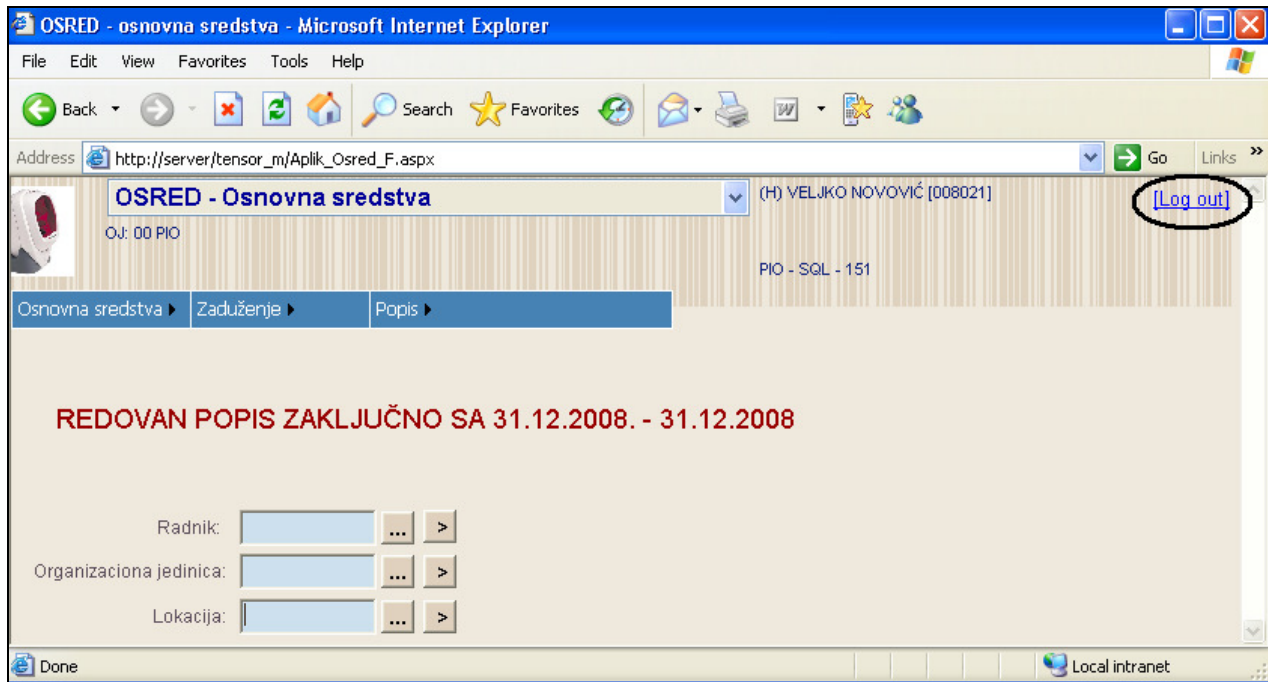 OSRED - osnovna sredstva - Microsoft Internet Explorer
File Edit View Favorites Tools Help
Back Search Favorites
Address http://server/tensor_m/Aplik_Osred_F.aspx Go Links »
OSRED - Osnovna sredstva
(H) VELJKO NOVOVIĆ [008021]
[Log out]
OJ: 00 PIO
PIO - SQL - 151
Osnovna sredstva Zaduženje Popis
REDOVAN POPIS ZAKLJUČNO SA 31.12.2008. - 31.12.2008
Radnik: ... >
Organizaciona jedinica: ... >
Lokacija: ... >
Done Local intranet